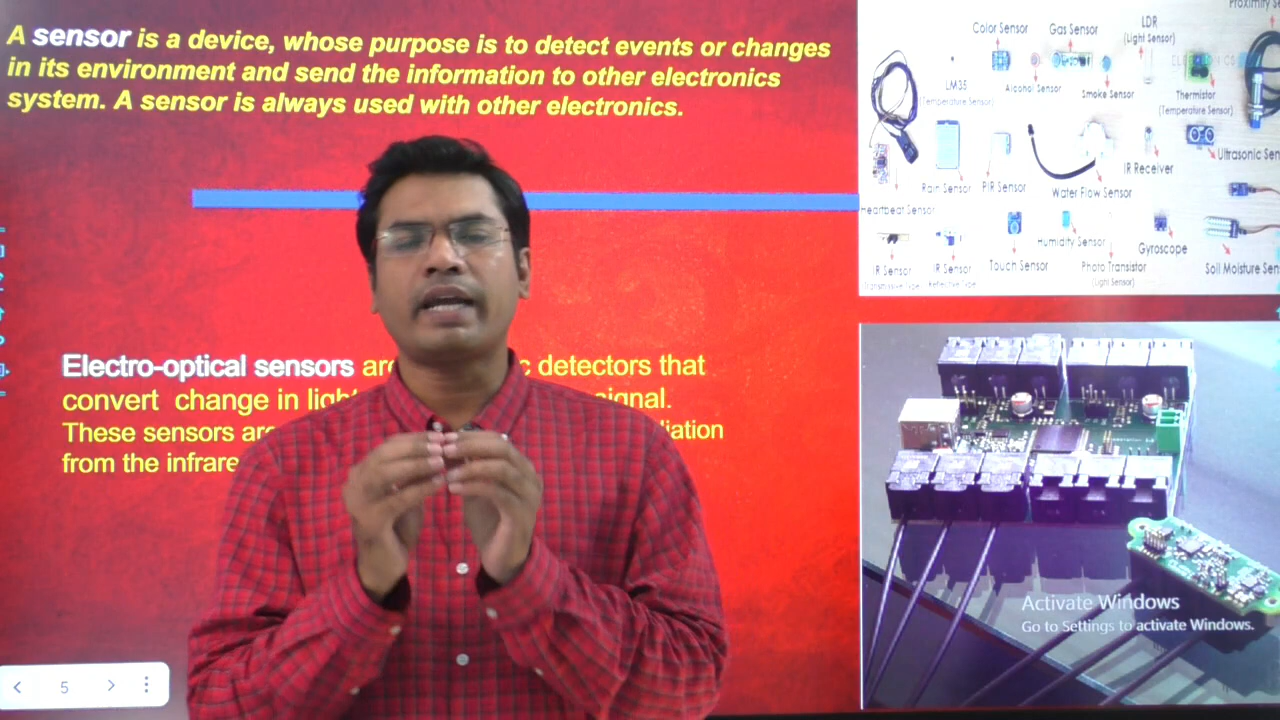 A sensor is a device, whose purpose is to detect events or changes
in its environment and send the information to other electronics
system. A sensor is always used with other electronics.
Electro-optical sensors are
detectors that
convert change in
signal.
These sensors
from the
Color Sensor
Gas Sensor
LDR
(Light Sensor)
LM35
(Temperature Sensor)
Alcohol Sensor
Smoke Sensor
Thermistor
(Temperature Sensor)
Heartbeat Sensor
Rain Sensor
PIR Sensor
Water Flow Sensor
IR Receiver
Ultrasonic
IR Sensor
Transmissive Type
IR Sensor
Reflective Type
Touch Sensor
Humidity Sensor
Photo Transistor
(Light Sensor)
Gyroscope
Soil Moisture
Activate Windows
Go to Settings to activate Windows.
5